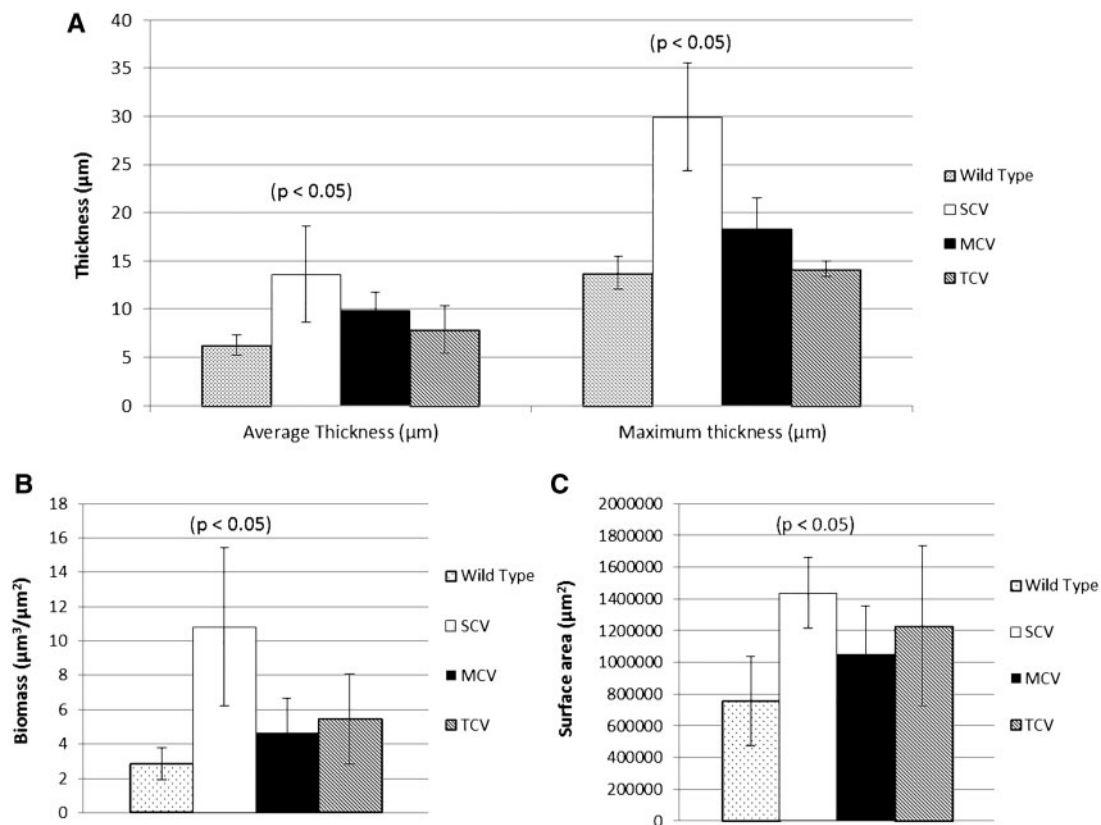 A
40
35
30
25
20
15
10
5
0
Thickness (µm)
(p < 0.05)
(p < 0.05)
Average Thickness (µm)
Maximum thickness (µm)
Wild Type
SCV
MCV
TCV
B
18
16
14
12
10
8
6
4
2
0
Biomass (µm³/µm²)
(p < 0.05)
Wild Type
SCV
MCV
TCV
C
2000000
1800000
1600000
1400000
1200000
1000000
800000
600000
400000
200000
0
Surface area (µm²)
(p < 0.05)
Wild Type
SCV
MCV
TCV